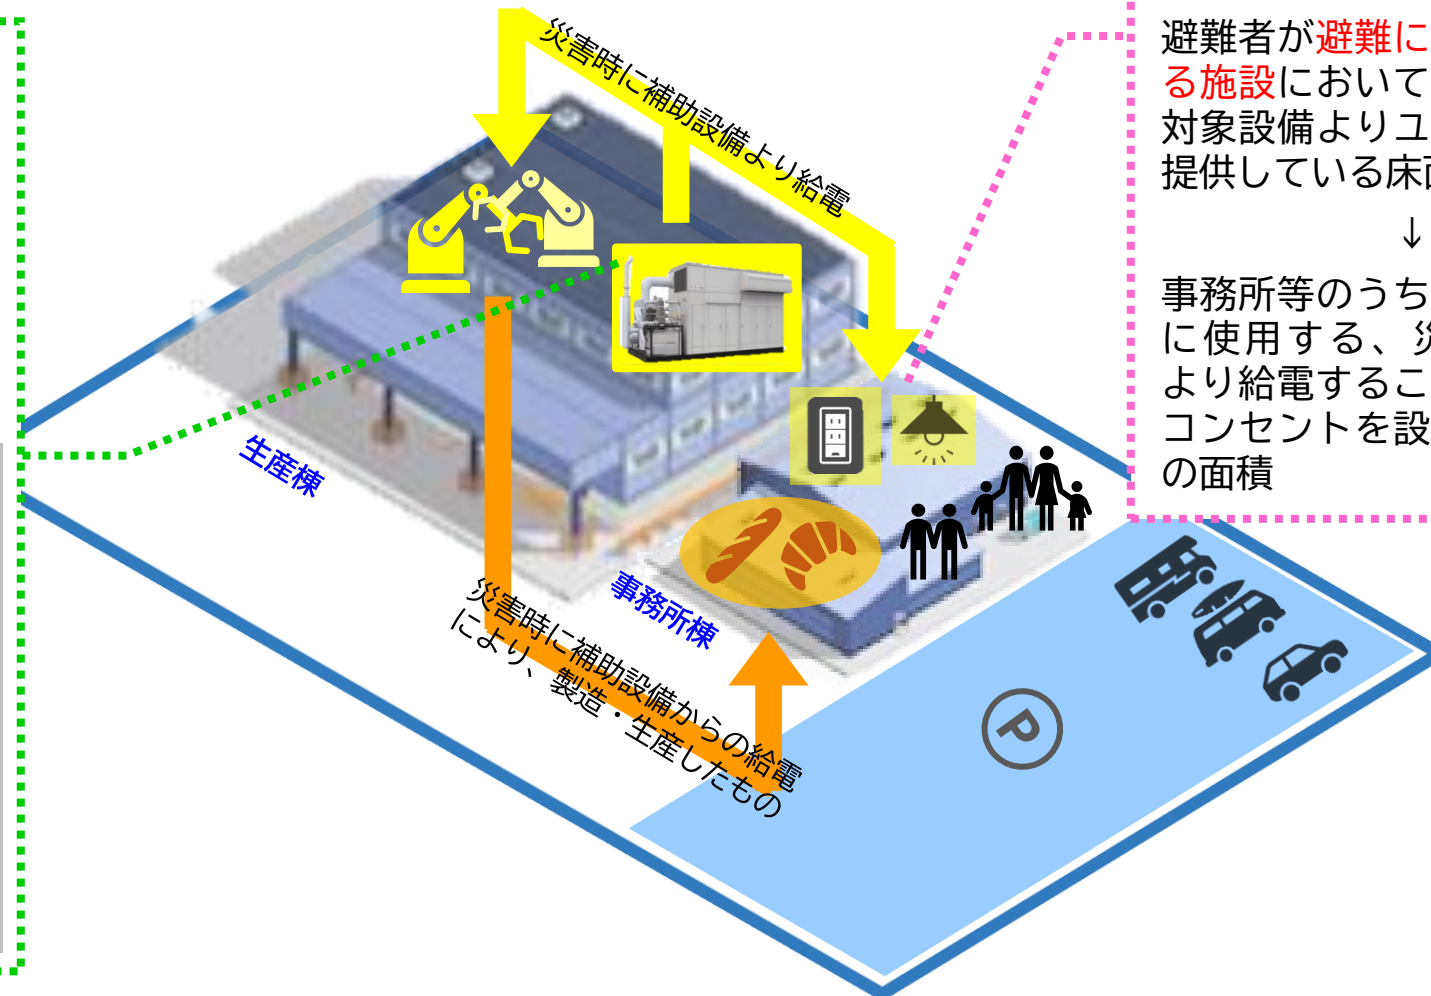 災害時に補助設備より給電
避難者が避難に
る施設において
対象設備よりユ
提供している床面
↓
事務所等のうち
に使用する、災
より給電するこ
コンセントを設
の面積
生産棟
事務所棟
災害時に補助設備からの給電
により、製造・生産したもの
P